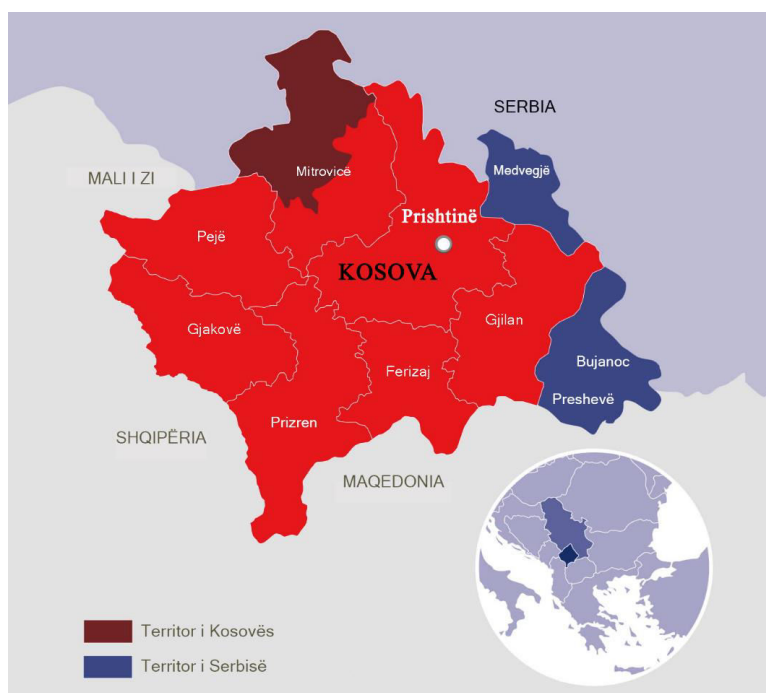 SERBIA
Medvegjë
MALI I ZI
Mitrovicë
Prishtinë
Pejë
KOSOVA
Gjakovë
Gjilan
Ferizaj
Bujanoc
Preshevë
Prizren
SHQIPËRIA
MAQEDONIA
Territor i Kosovës
Territor i Serbisë